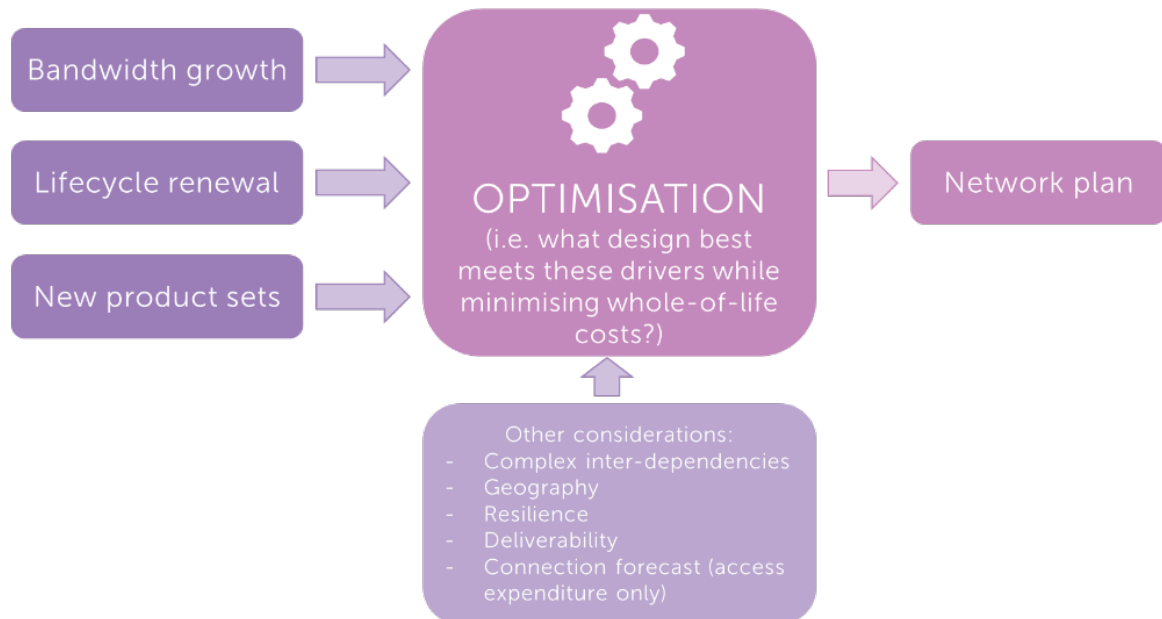 Bandwidth growth
Lifecycle renewal
New product sets
OPTIMISATION
(i.e. what design best
meets these drivers while
minimising whole-of-life
costs?)
Network plan
Other considerations:
- Complex inter-dependencies
- Geography
- Resilience
- Deliverability
- Connection forecast (access
expenditure only)